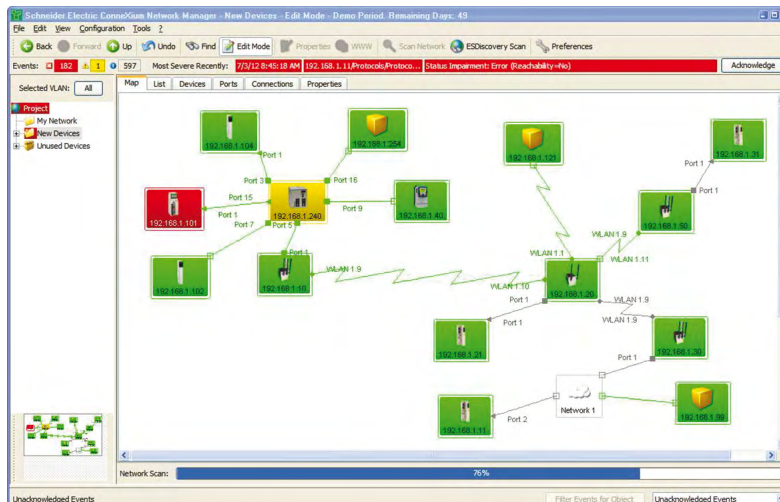 Schneider Electric ConneXium Network Manager - New Devices - Edit Mode - Demo Period. Remaining Days: 49
File Edit View Configuration Tools ?
Back Forward Up Undo Find Edit Mode Properties WWW Scan Network ESDiscovery Scan Preferences
Events: 182 1 597 Most Severe Recently: 7/3/12 8:45:18 AM 192.168.1.11/Protocols/Protoco... Status Impairment: Error (Reachability=No) Acknowledge
Selected VLAN: All
Map List Devices Ports Connections Properties
Project
My Network
New Devices
Unused Devices
192.168.1.104
192.168.1.254
192.168.1.121
192.168.1.31
Port 1
Port 1
Port 1
Port 3
Port 16
Port 15
Port 9
Port 1
Port 7
Port 5
192.168.1.101
192.168.1.240
192.168.1.40
192.168.1.50
WLAN 1.9
WLAN 1.11
WLAN 1.1
Port 1
192.168.1.102
192.168.1.10
WLAN 1.9
WLAN 1.10
192.168.1.20
WLAN 1.9
WLAN 1.9
Port 1
Port 1
192.168.1.21
192.168.1.30
Port 1
Network 1
Port 2
192.168.1.11
192.168.1.99
Network Scan: 76%
Unacknowledged Events
Filter Events for Object
Unacknowledged Events